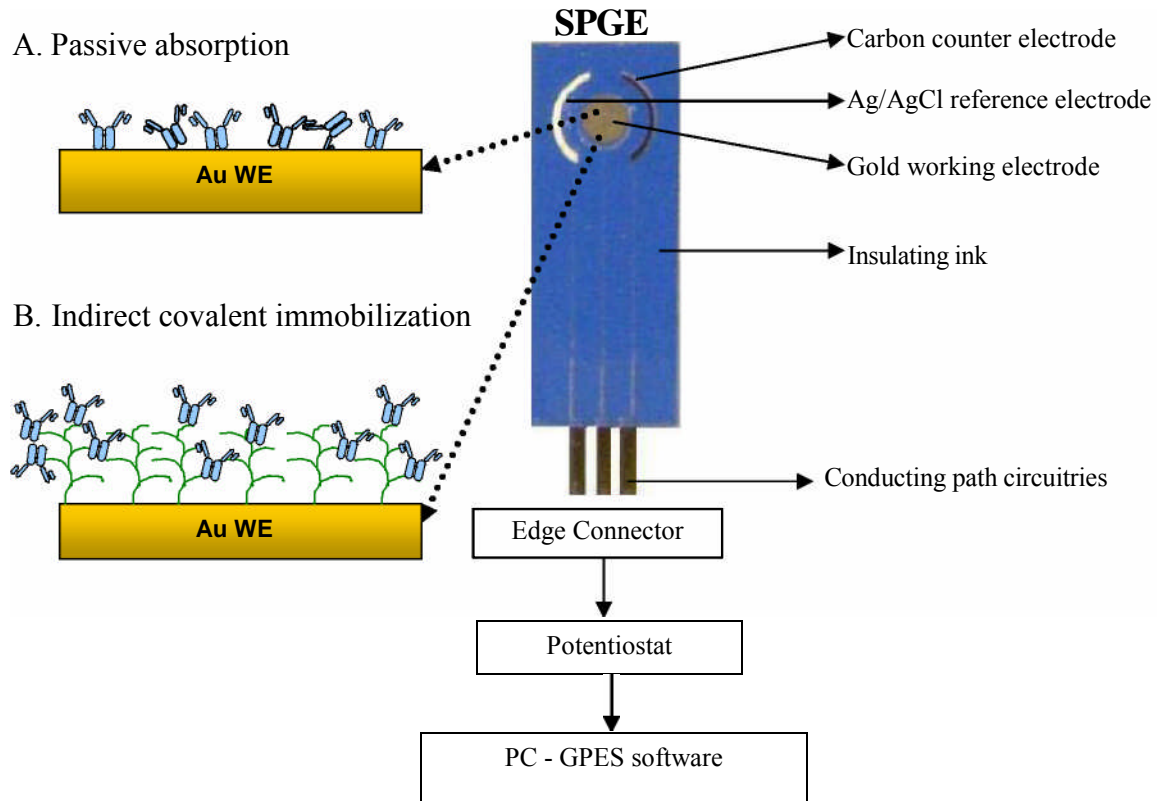 SPGE
A. Passive absorption
Carbon counter electrode
Ag/AgCl reference electrode
Gold working electrode
Au WE
Insulating ink
B. Indirect covalent immobilization
Au WE
Conducting path circuitries
Edge Connector
Potentiostat
PC - GPES software